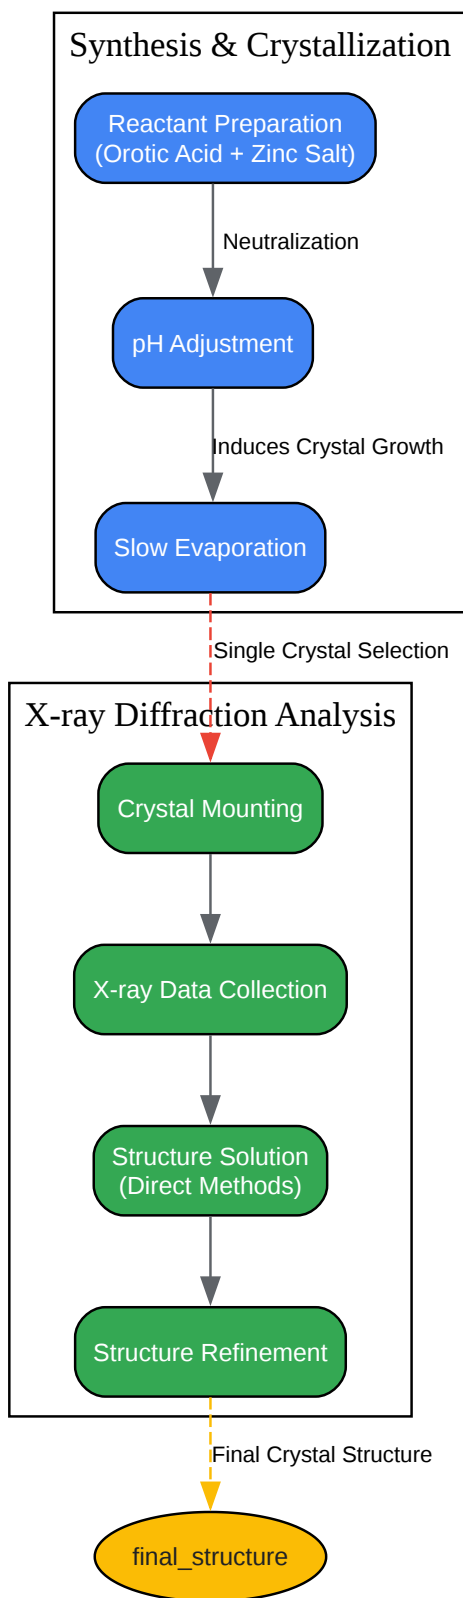 Synthesis & Crystallization
Reactant Preparation
(Orotic Acid + Zinc Salt)
Neutralization
pH Adjustment
Induces Crystal Growth
Slow Evaporation
Single Crystal Selection
X-ray Diffraction Analysis
Crystal Mounting
X-ray Data Collection
Structure Solution
(Direct Methods)
Structure Refinement
Final Crystal Structure
final_structure